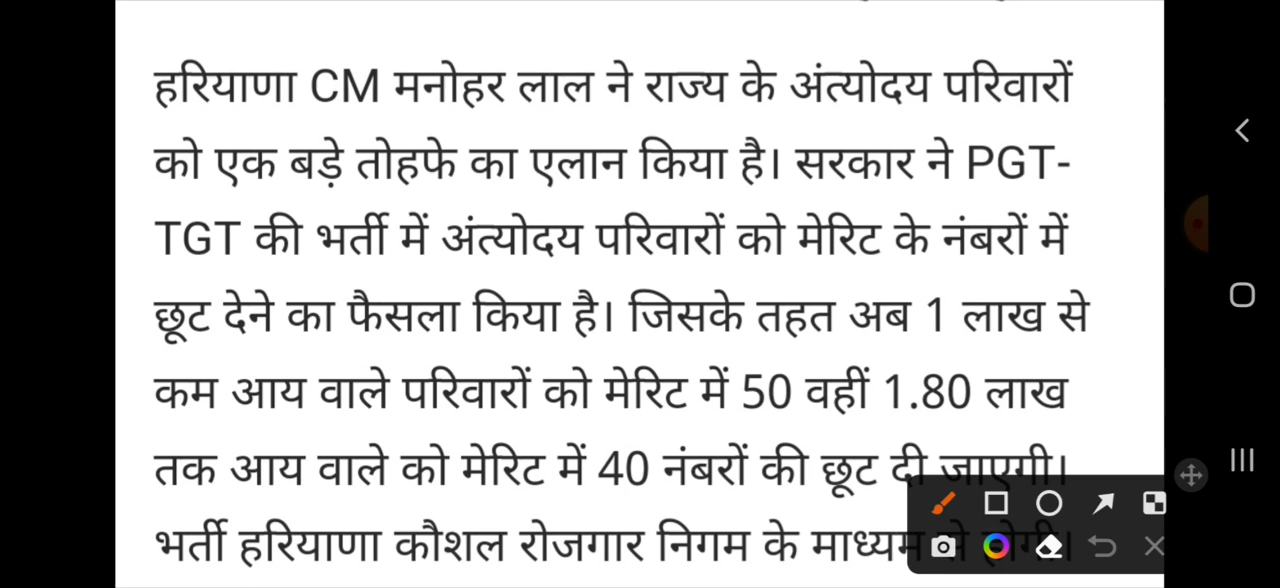 हरियाणा CM मनोहर लाल ने राज्य के अंत्योदय परिवारों
को एक बड़े तोहफे का एलान किया है। सरकार ने PGT-
TGT की भर्ती में अंत्योदय परिवारों को मेरिट के नंबरों में
छूट देने का फैसला किया है। जिसके तहत अब 1 लाख से
कम आय वाले परिवारों को मेरिट में 50 वहीं 1.80 लाख
तक आय वाले को मेरिट में 40 नंबरों की छूट दी जाएगी।
भर्ती हरियाणा कौशल रोजगार निगम के माध्यम से होगी।